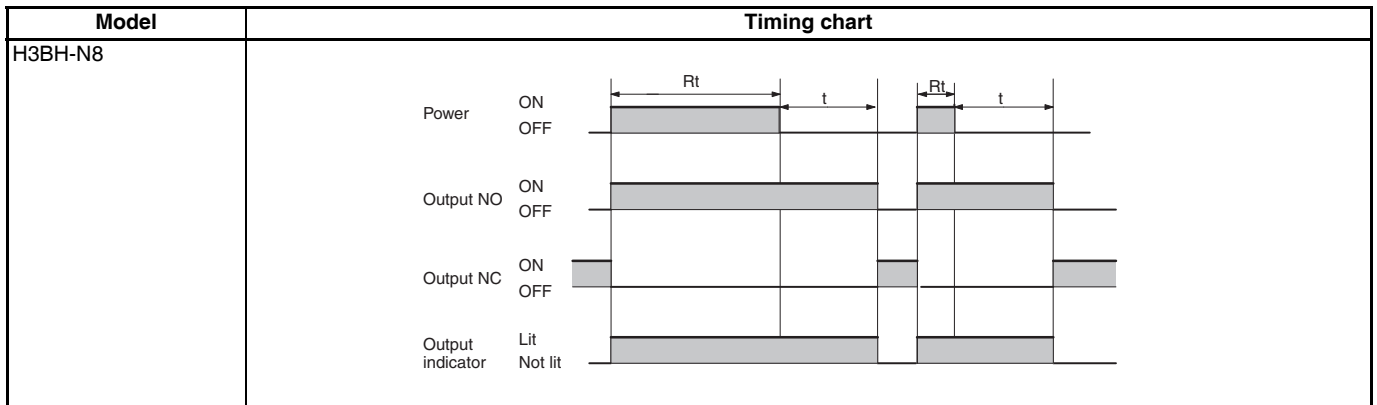 Model
Timing chart
H3BH-N8
Rt
t
Rt
t
Power
ON
OFF
Output NO
ON
OFF
Output NC
ON
OFF
Output
indicator
Lit
Not lit